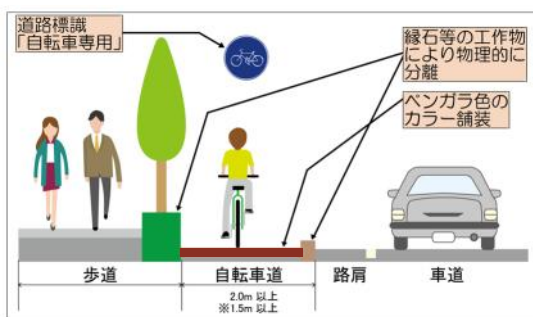 道路標識
「自転車専用」
縁石等の工作物
により物理的に
分離
ベンガラ色の
カラー舗装
歩道
自転車道
路肩
車道
2.0m 以上
※1.5m 以上